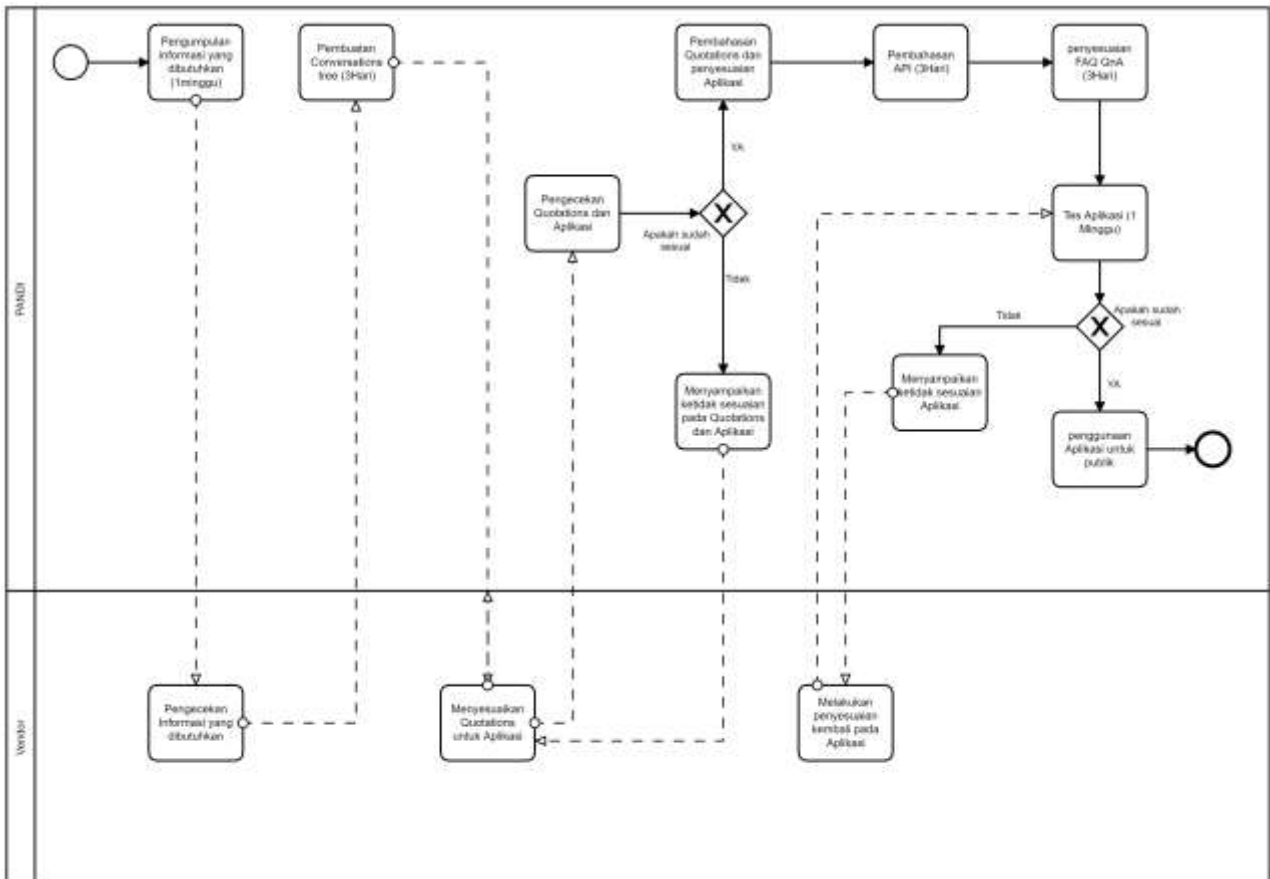 Pengumpulan
informasi yang
dibutuhkan
(1minggu)
Pembuatan
Conversations
tree (3Hari)
Pembahasan
Quotations dan
penyesuaian
Aplikasi
Pembahasan
API (3Hari)
penyesuaian
FAQ QnA
(3Hari)
YA
Pengecekan
Quotations dan
Aplikasi
Apakah sudah
sesuai
Tidak
Tes Aplikasi (1
Minggu)
Apakah sudah
sesuai
Tidak
YA
Menyampaikan
ketidak sesuaian
Aplikasi
Menyampaikan
ketidak sesuaian
pada Quotations
dan Aplikasi
penggunaan
Aplikasi untuk
publik
PANDI
Pengecekan
Informasi yang
dibutuhkan
Menyesuaikan
Quotations
untuk Aplikasi
Melakukan
penyesuaian
kembali pada
Aplikasi
Vendor